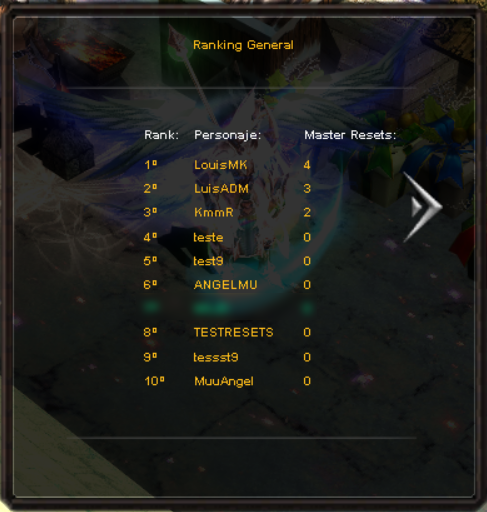 Ranking General
Rank: Personaje: Master Resets:
1º LouisMK 4
2º LuisADM 3
3º KmmR 2
4º teste 0
5º test9 0
6º ANGELMU 0
8º TESTRESETS 0
9º tessst9 0
10º MuuAngel 0